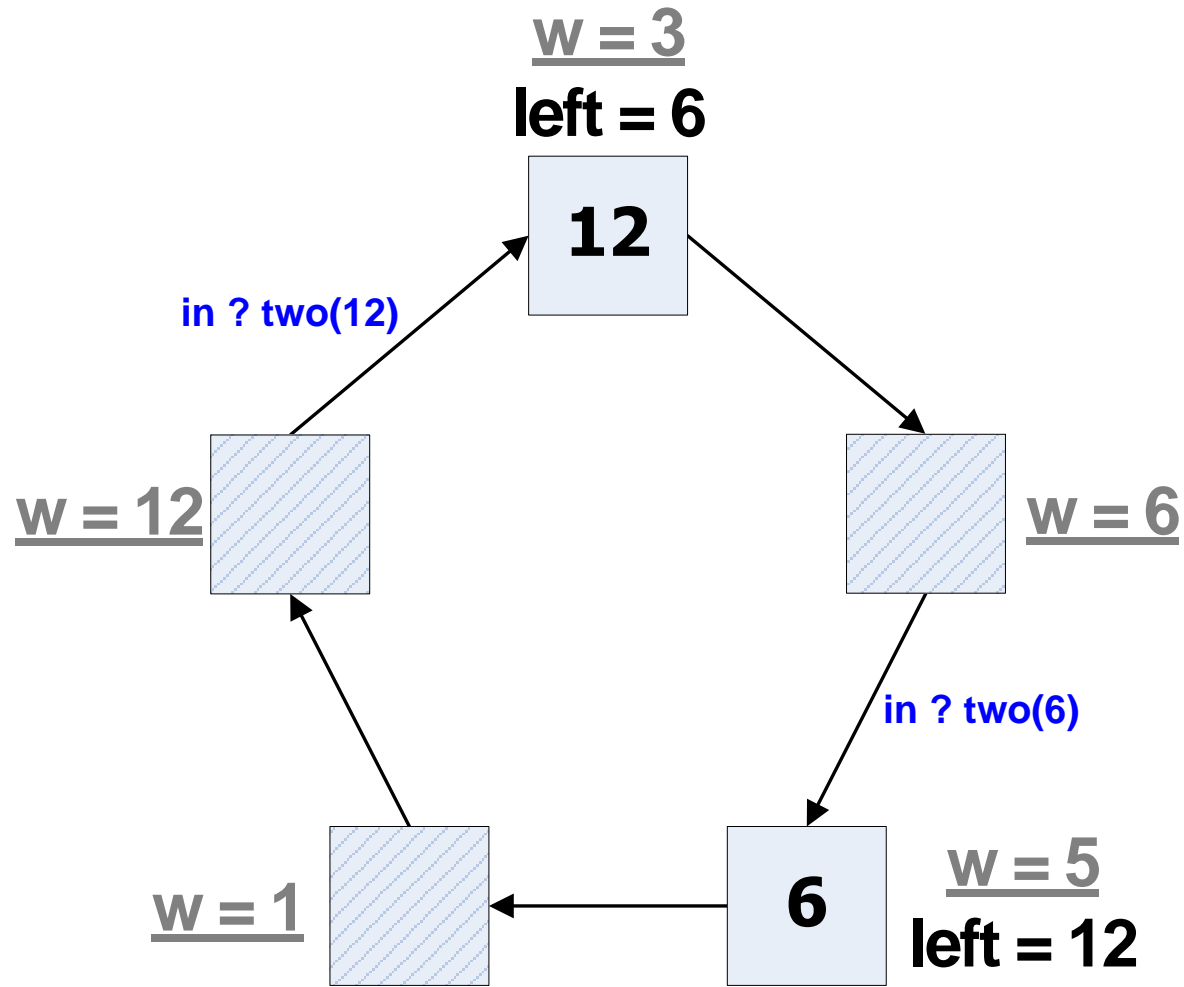 w = 3
left = 6
12
in ? two(12)
w = 12
w = 6
in ? two(6)
w = 1
6
w = 5
left = 12